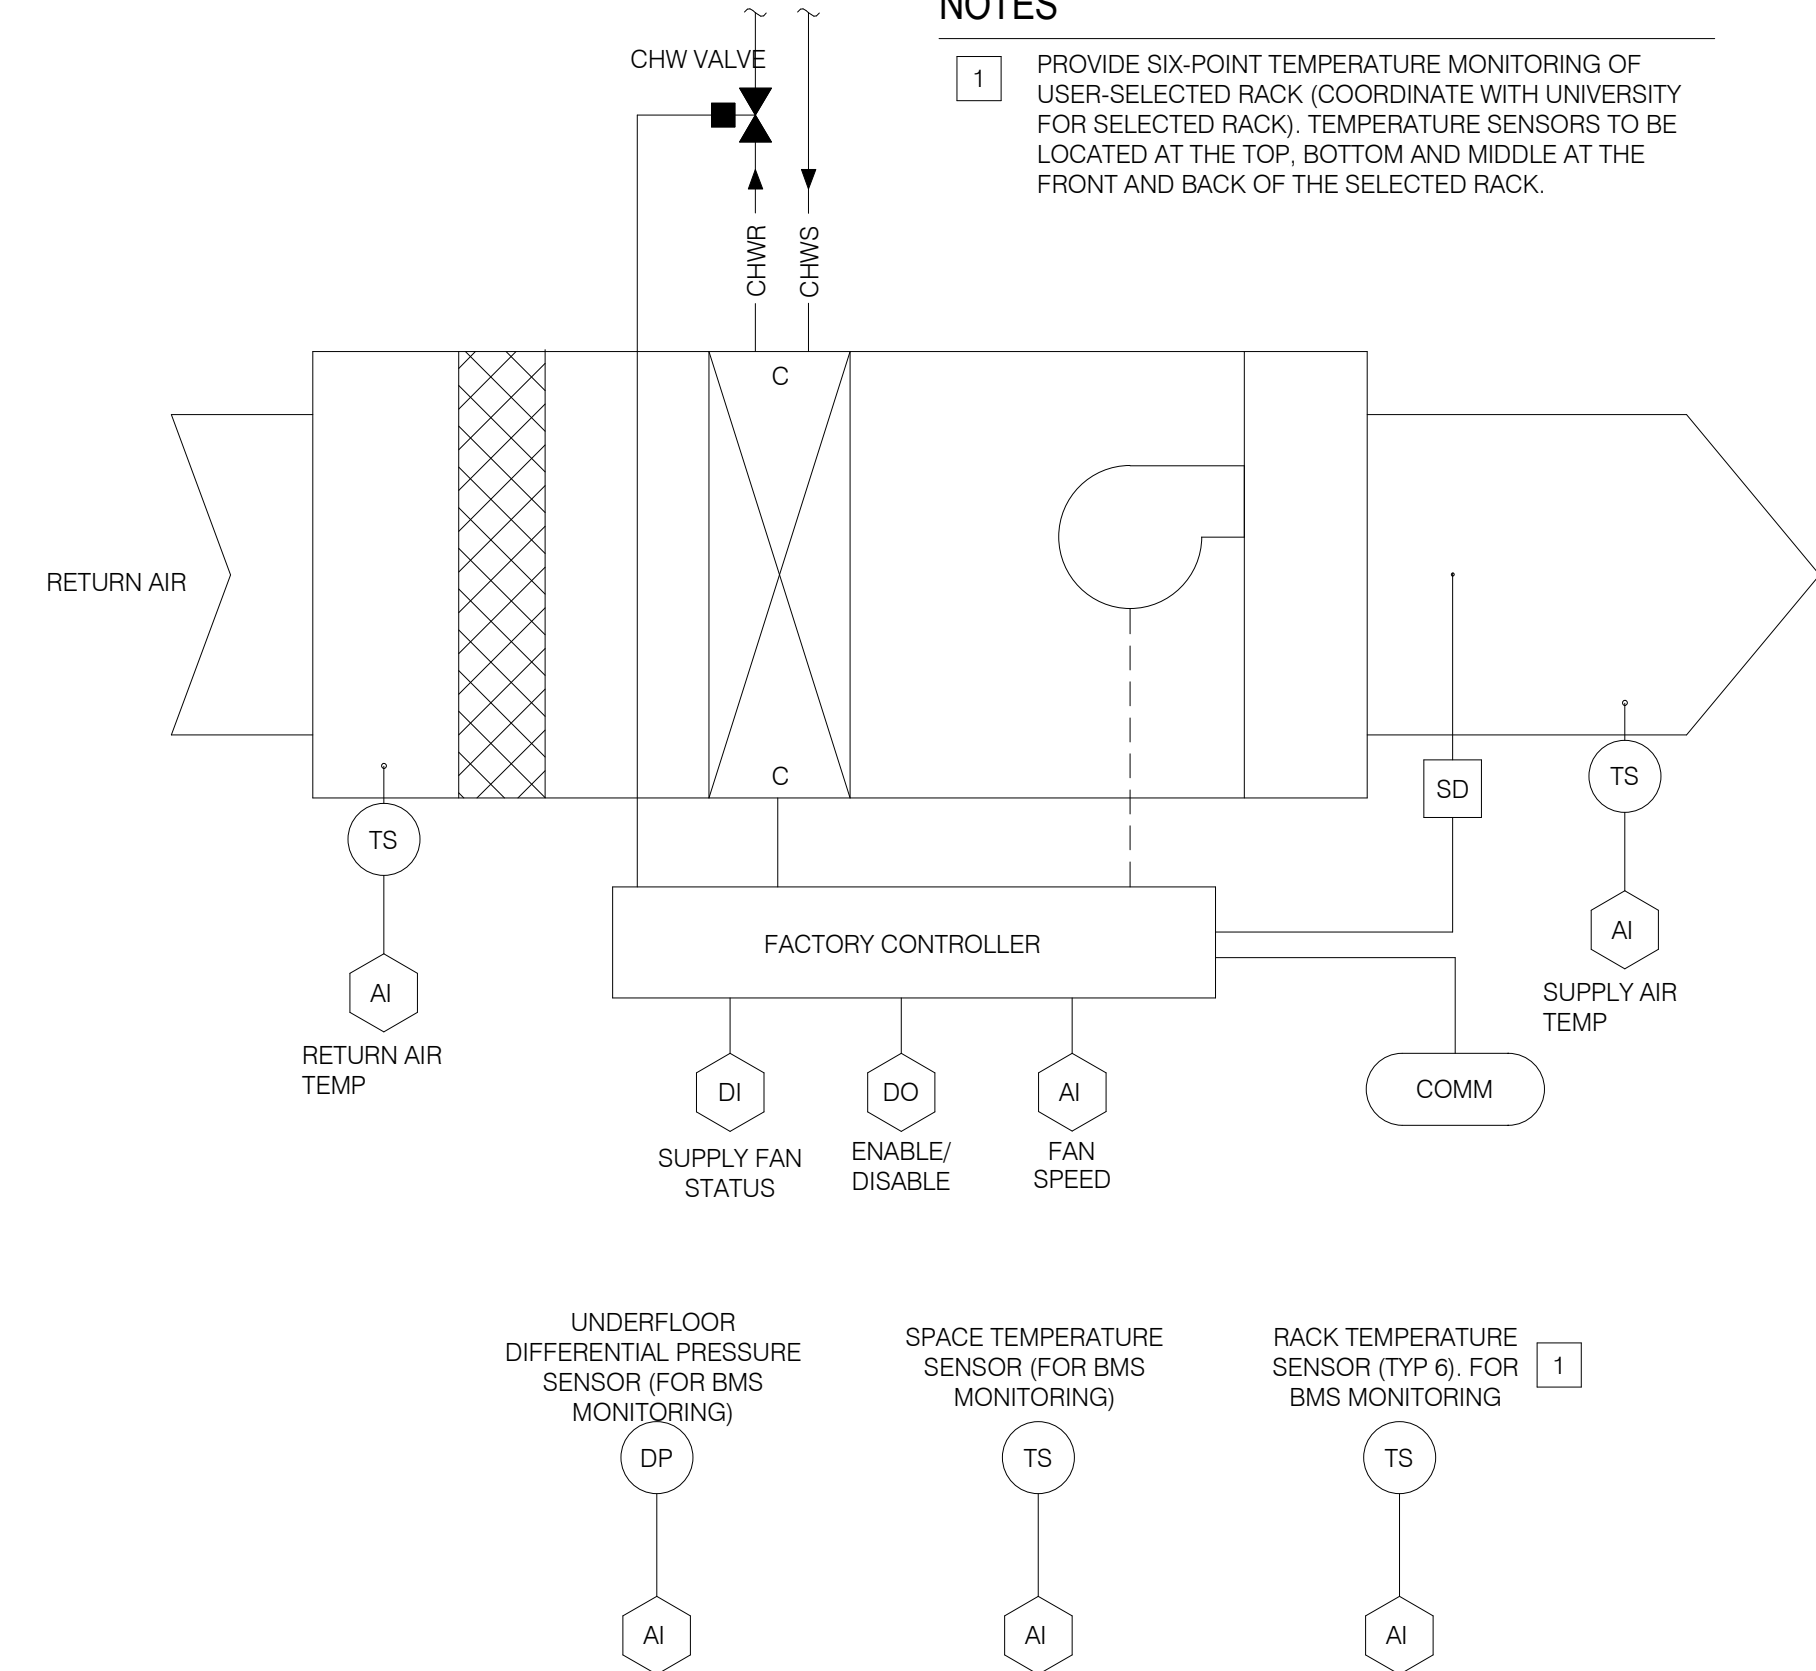 NOTES
CHW VALVE
1
PROVIDE SIX-POINT TEMPERATURE MONITORING OF
USER-SELECTED RACK (COORDINATE WITH UNIVERSITY
FOR SELECTED RACK). TEMPERATURE SENSORS TO BE
LOCATED AT THE TOP, BOTTOM AND MIDDLE AT THE
FRONT AND BACK OF THE SELECTED RACK.
CHWR
CHWS
C
RETURN AIR
C
TS
SD
TS
FACTORY CONTROLLER
AI
AI
RETURN AIR
TEMP
SUPPLY AIR
TEMP
DI
DO
AI
COMM
SUPPLY FAN
STATUS
ENABLE/
DISABLE
FAN
SPEED
UNDERFLOOR
DIFFERENTIAL PRESSURE
SENSOR (FOR BMS
MONITORING)
SPACE TEMPERATURE
SENSOR (FOR BMS
MONITORING)
RACK TEMPERATURE
SENSOR (TYP 6). FOR
BMS MONITORING
1
DP
TS
TS
AI
AI
AI